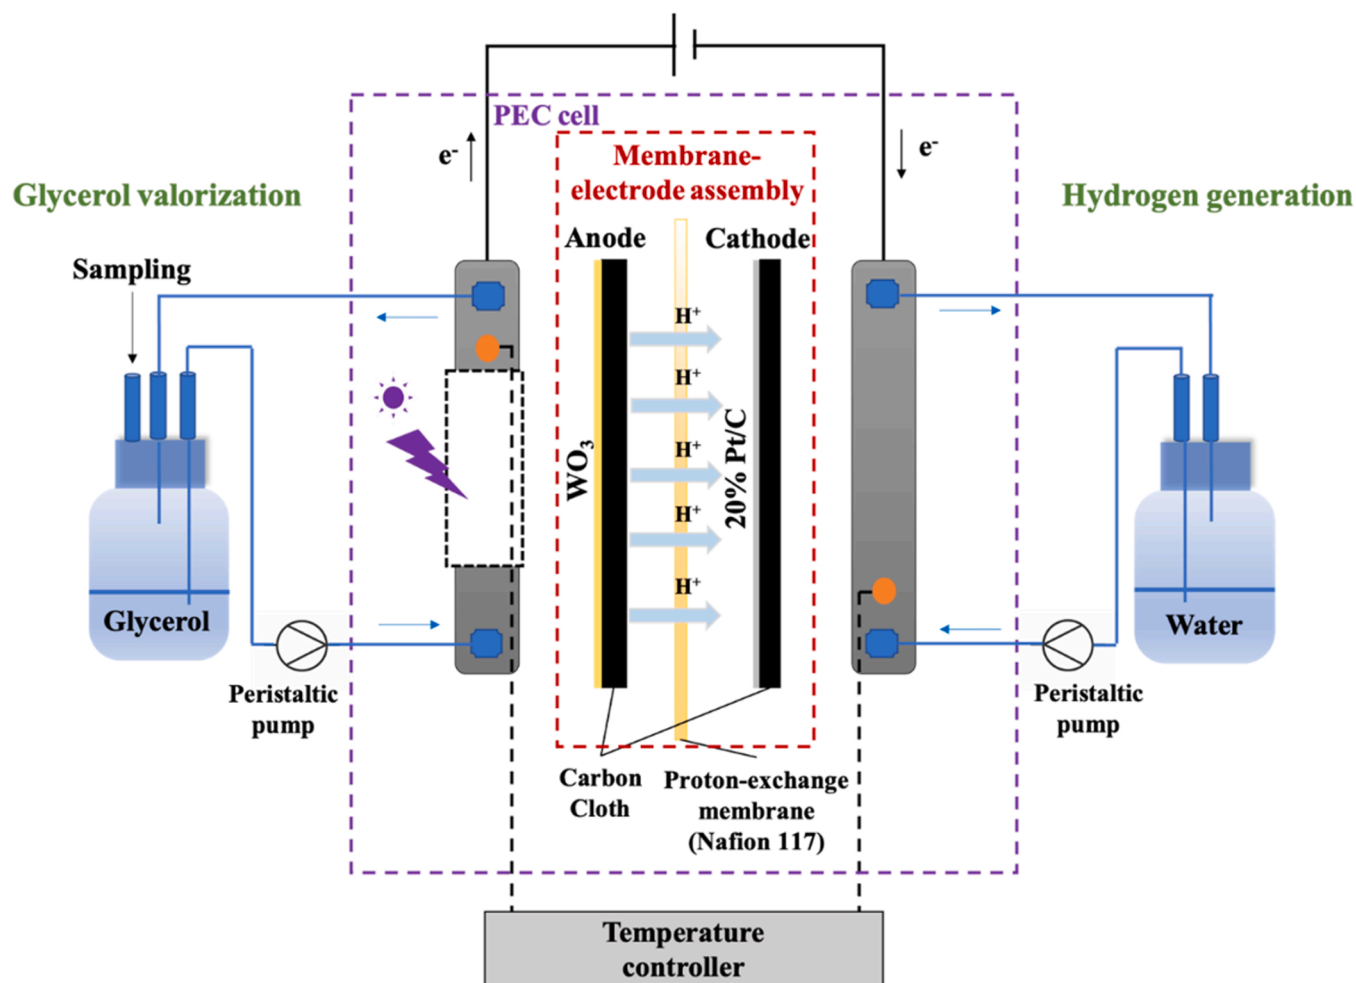 PEC cell
e-
e-
Membrane-
electrode assembly
Glycerol valorization
Hydrogen generation
Anode
Cathode
Sampling
H+
H+
H+
H+
H+
WO3
20% Pt/C
Glycerol
Water
Peristaltic
pump
Peristaltic
pump
Carbon
Cloth
Proton-exchange
membrane
(Nafion 117)
Temperature
controller